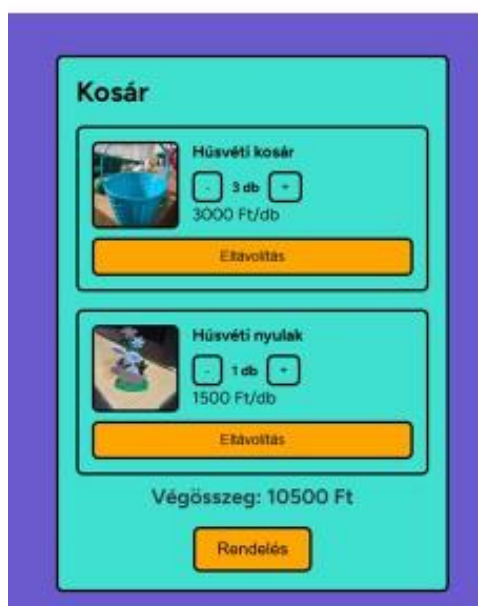 Kosár
Húsvéti kosár
- 3 db +
3000 Ft/db
Eltávolítás
Húsvéti nyulak
- 1 db +
1500 Ft/db
Eltávolítás
Végösszeg: 10500 Ft
Rendelés